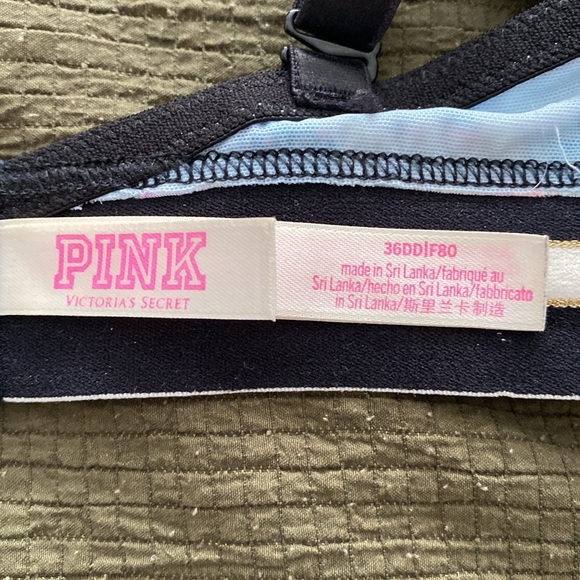 PINK
VICTORIA'S SECRET
36DD|F80
made in Sri Lanka/fabriqué au
Sri Lanka/hecho en Sri Lanka/fabbricato
in Sri Lanka/斯里兰卡制造